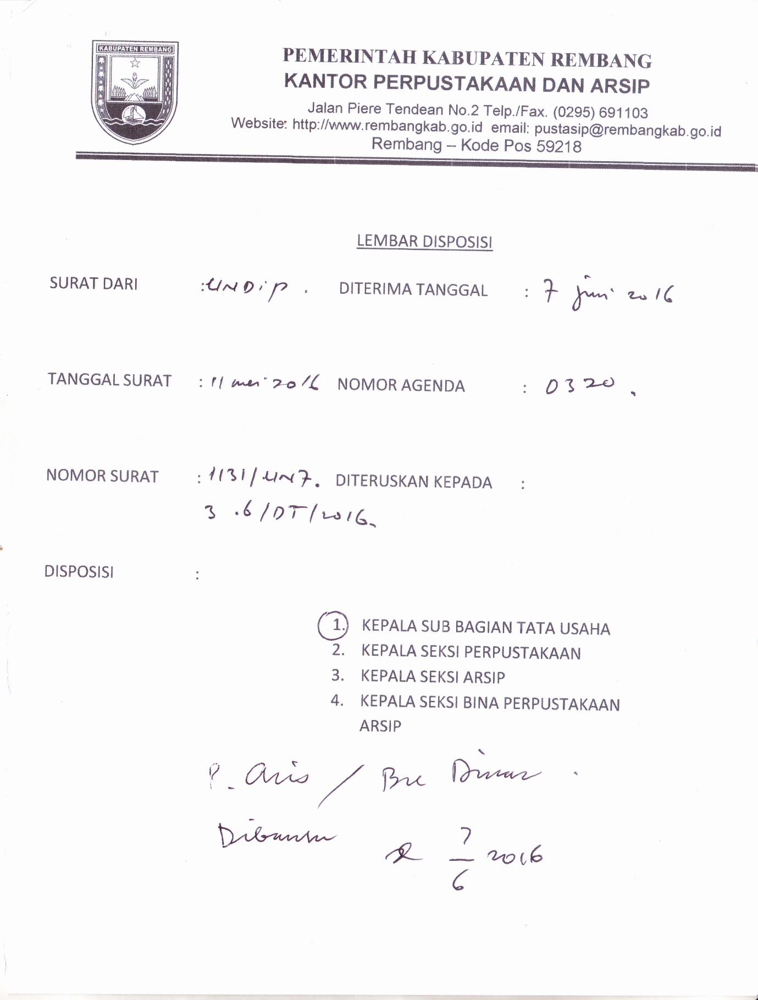 KABUPATEN REMBANG
PEMERINTAH KABUPATEN REMBANG
KANTOR PERPUSTAKAAN DAN ARSIP
Jalan Piere Tendean No.2 Telp./Fax. (0295) 691103
Website: http://www.rembangkab.go.id email: pustasip@rembangkab.go.id
Rembang – Kode Pos 59218
LEMBAR DISPOSISI
SURAT DARI : UNDiP . DITERIMA TANGGAL : 7 juni 2016
TANGGAL SURAT : 11 mei 2016 NOMOR AGENDA : 0320 .
NOMOR SURAT : 1131/UN7. DITERUSKAN KEPADA :
3 .6/DT/2016.
DISPOSISI :
1. KEPALA SUB BAGIAN TATA USAHA
2. KEPALA SEKSI PERPUSTAKAAN
3. KEPALA SEKSI ARSIP
4. KEPALA SEKSI BINA PERPUSTAKAAN
ARSIP
P. Aris / Bu Dimar .
Dibantu 7/6 2016